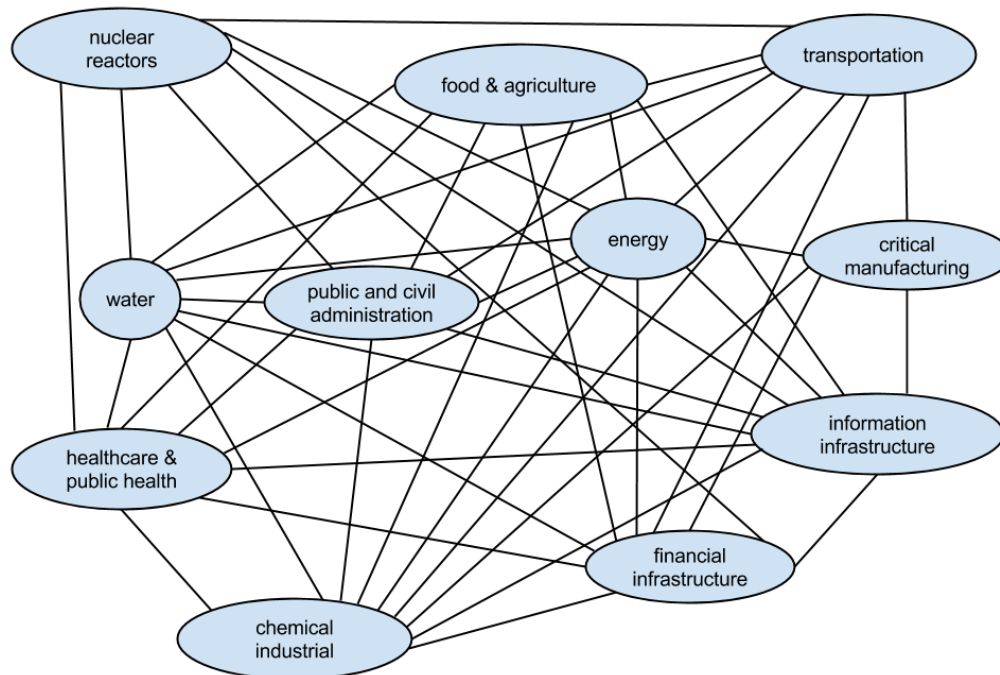 nuclear
reactors
transportation
food & agriculture
energy
critical
manufacturing
water
public and civil
administration
information
infrastructure
healthcare &
public health
financial
infrastructure
chemical
industrial